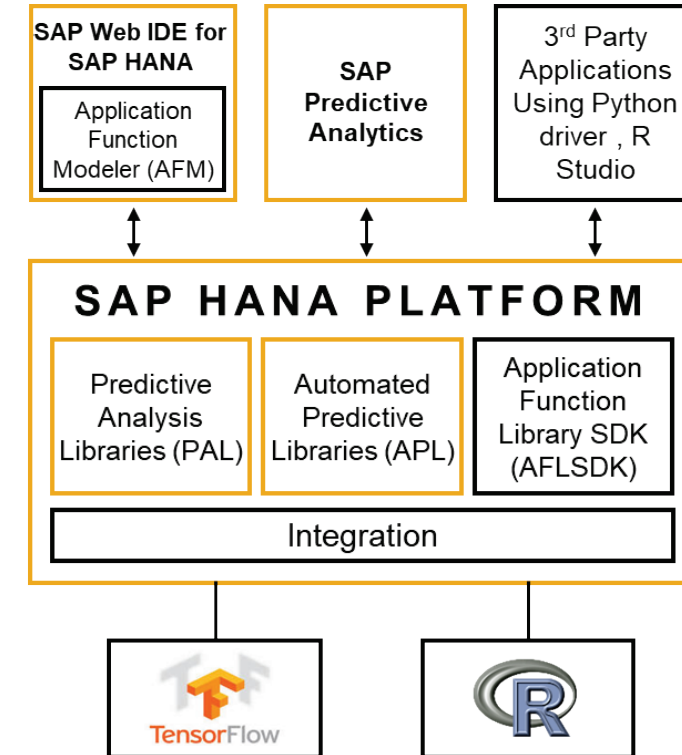 SAP Web IDE for
SAP HANA
Application
Function
Modeler (AFM)
SAP
Predictive
Analytics
3rd Party
Applications
Using Python
driver , R
Studio
SAP HANA PLATFORM
Predictive
Analysis
Libraries (PAL)
Automated
Predictive
Libraries (APL)
Application
Function
Library SDK
(AFLSDK)
Integration
TensorFlow
R